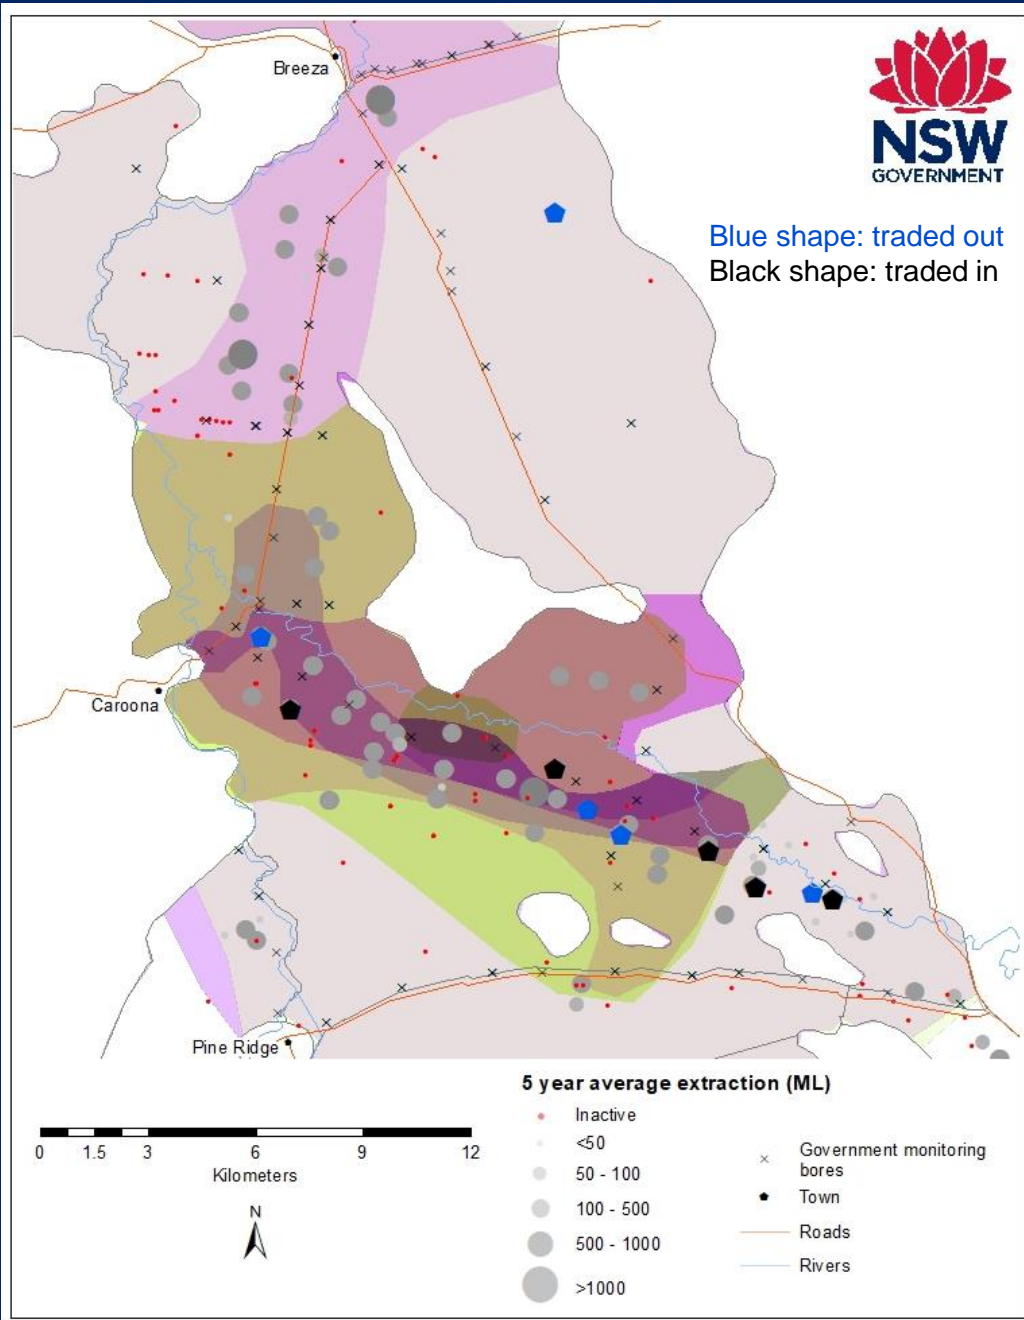 Breeza
NSW
GOVERNMENT
Blue shape: traded out
Black shape: traded in
Caroona
Pine Ridge
5 year average extraction (ML)
Inactive
<50
50 - 100
100 - 500
500 - 1000
>1000
Government monitoring
bores
Town
Roads
Rivers
0 1.5 3 6 9 12
Kilometers
N